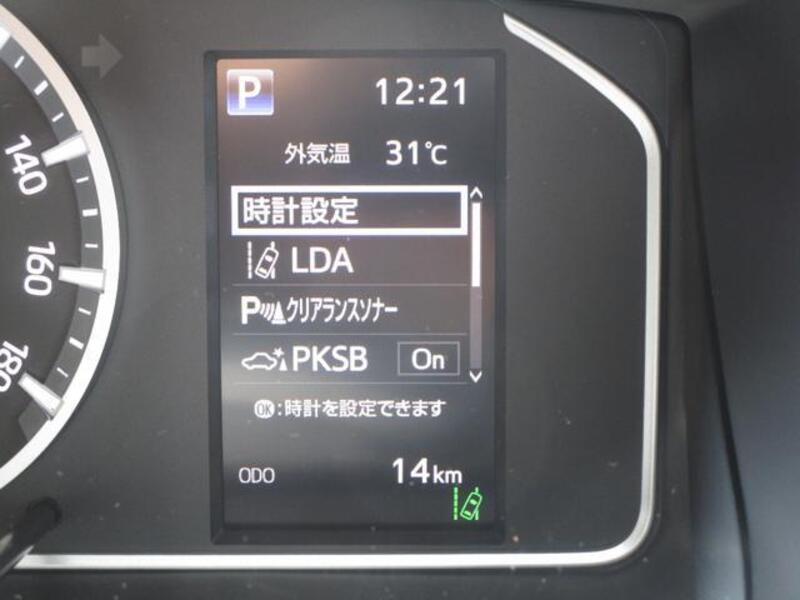 P 12:21
外気温 31℃
時計設定
LDA
P クリアランスソナー
PKSB On
OK:時計を設定できます
ODO 14km
140
160
180